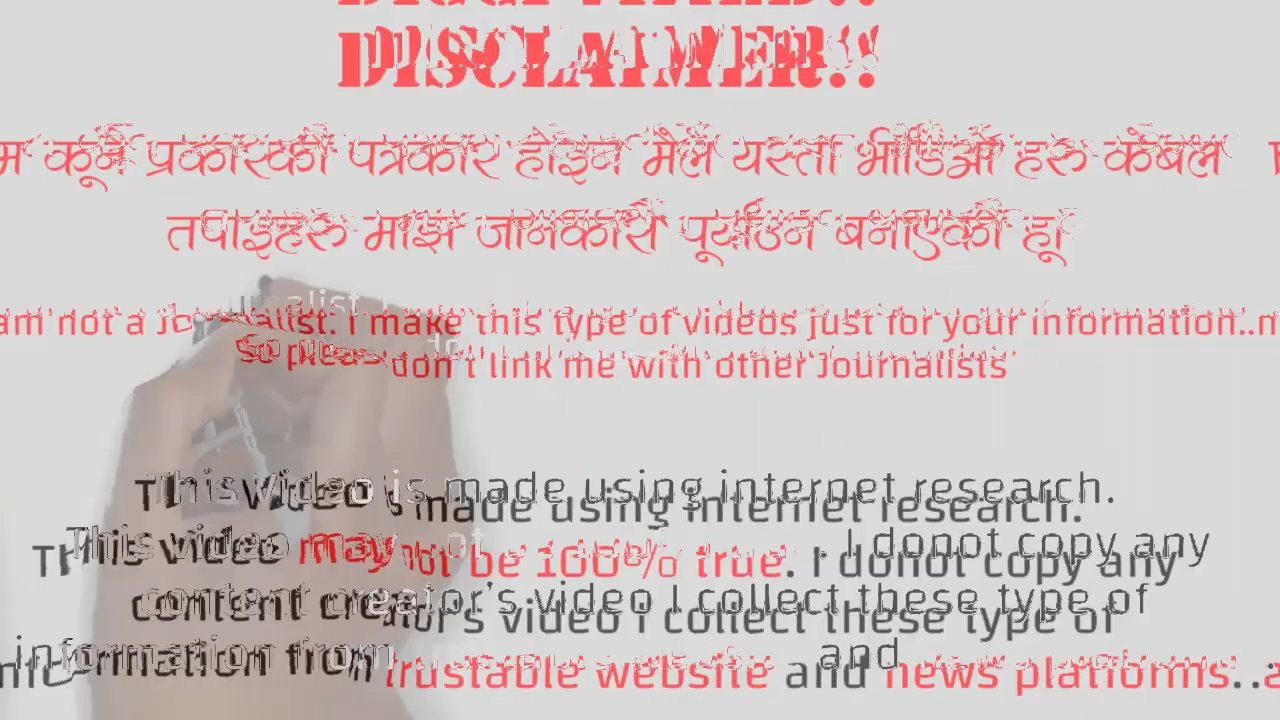 DISCLAIMER!!
म कुनै प्रकारको पत्रकार होइन मैले यस्ता भीडिओ हरु केबल
तपाइहरु माझ जानकारी पूर्याउन बनाएको हू
am not a Journalist. I make this type of videos just for your information..
So please don't link me with other Journalists
This video is made using internet research.
This video may not be 100% true. I donot copy any
content creator's video I collect these type of
information from trustable website and news platforms..